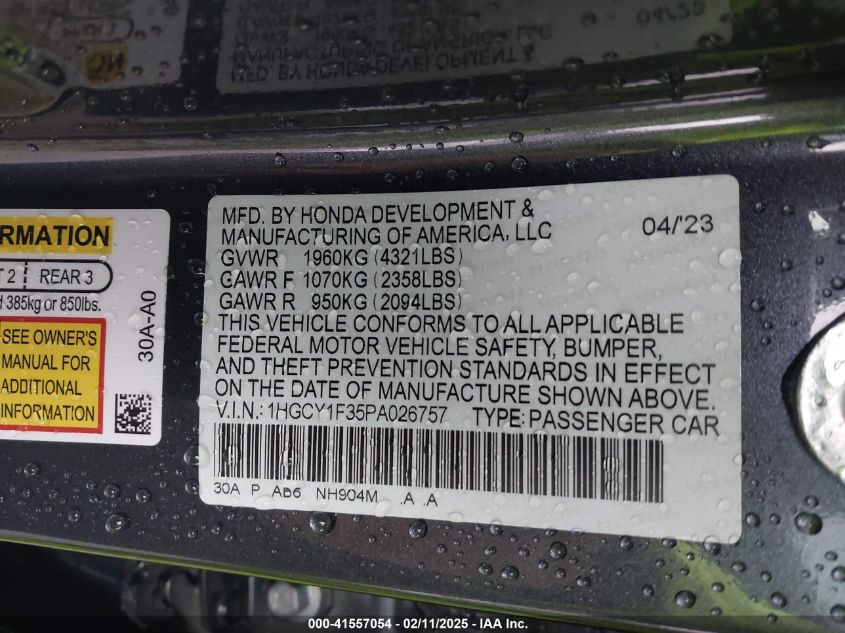 MFD. BY HONDA DEVELOPMENT &
MANUFACTURING OF AMERICA, LLC
04/'23
GVWR 1960KG (4321LBS)
GAWR F 1070KG (2358LBS)
GAWR R 950KG (2094LBS)
THIS VEHICLE CONFORMS TO ALL APPLICABLE
FEDERAL MOTOR VEHICLE SAFETY, BUMPER,
AND THEFT PREVENTION STANDARDS IN EFFECT
ON THE DATE OF MANUFACTURE SHOWN ABOVE.
V.I.N.: 1HGCY1F35PA026757 TYPE: PASSENGER CAR
30A P AB6 NH904M .A .A
2 REAR 3
385kg or 850lbs.
SEE OWNER'S
MANUAL FOR
ADDITIONAL
INFORMATION
30A-A0
000-41557054 - 02/11/2025 - IAA Inc.